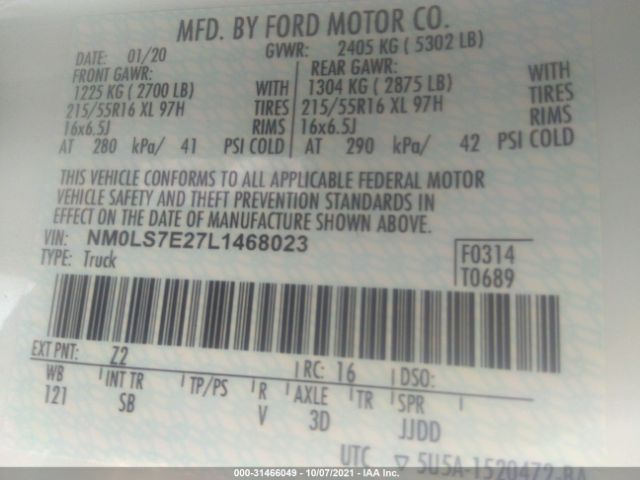 MFD. BY FORD MOTOR CO.
DATE: 01/20 GVWR: 2405 KG ( 5302 LB)
FRONT GAWR: REAR GAWR:
1225 KG ( 2700 LB) WITH 1304 KG ( 2875 LB) WITH
215/55R16 XL 97H TIRES 215/55R16 XL 97H TIRES
16x6.5J RIMS 16x6.5J RIMS
AT 280 kPa/ 41 PSI COLD AT 290 kPa/ 42 PSI COLD
THIS VEHICLE CONFORMS TO ALL APPLICABLE FEDERAL MOTOR
VEHICLE SAFETY AND THEFT PREVENTION STANDARDS IN
EFFECT ON THE DATE OF MANUFACTURE SHOWN ABOVE.
VIN: NM0LS7E27L1468023
TYPE: Truck
F0314
T0689
EXT PNT: Z2 RC: 16 DSO:
WB INT TR TP/PS R AXLE TR SPR
121 SB V 3D JJDD
UTC ▽ 5U5A-1520472-BA
000-31466049 - 10/07/2021 - IAA Inc.